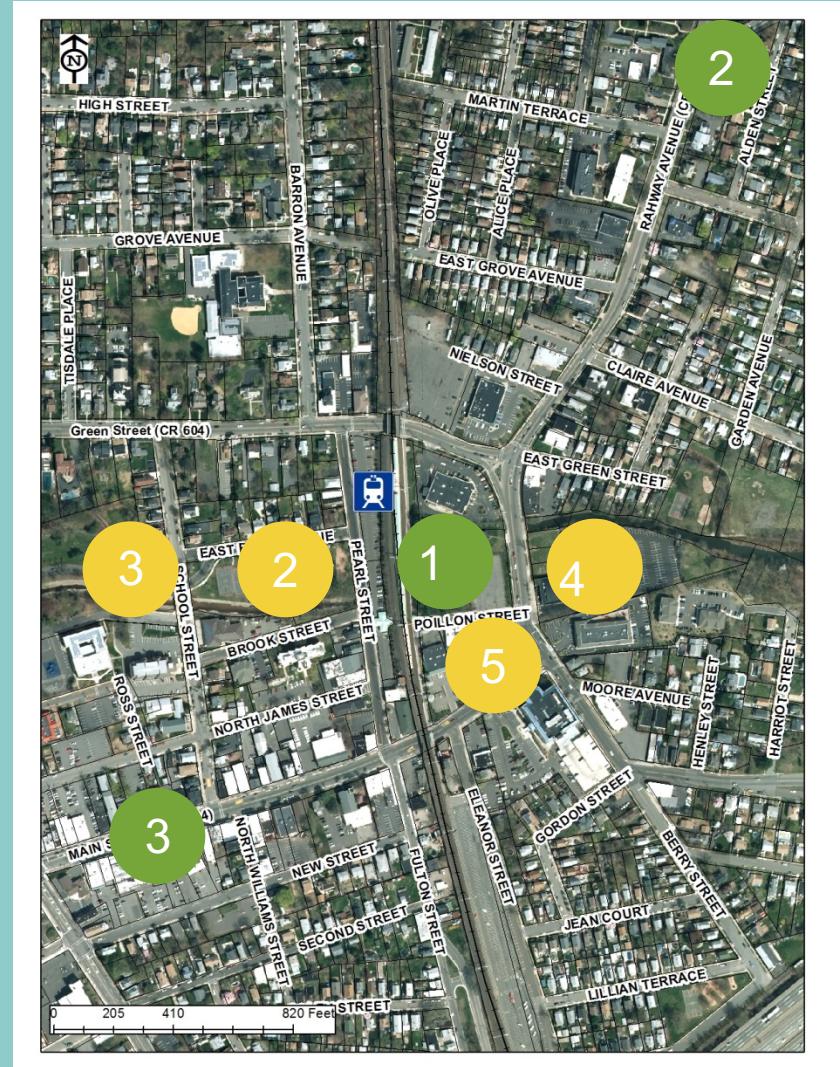 N
2
HIGH STREET
MARTIN TERRACE
RAHWAY AVENUE (C
ALDEN STREET
OLIVE PLACE
ALICE PLACE
BARRON AVENUE
GROVE AVENUE
EAST GROVE AVENUE
TISDALE PLACE
NIELSON STREET
CLAIRE AVENUE
GARDEN AVENUE
Green Street (CR 604)
EAST GREEN STREET
3
EAST
2
1
4
SCHOOL STREET
PEARL STREET
POILLON STREET
BROOK STREET
5
ROSS STREET
NORTH JAMES STREET
MOORE AVENUE
HENLEY STREET
HARRIOT STREET
3
MAIN
4)
ELEANOR STREET
GORDON STREET
NORTH WILLIAMS STREET
NEW STREET
FULTON STREET
BERRY STREET
SECOND STREET
JEAN COURT
LILLIAN TERRACE
STREET
0 205 410 820 Feet